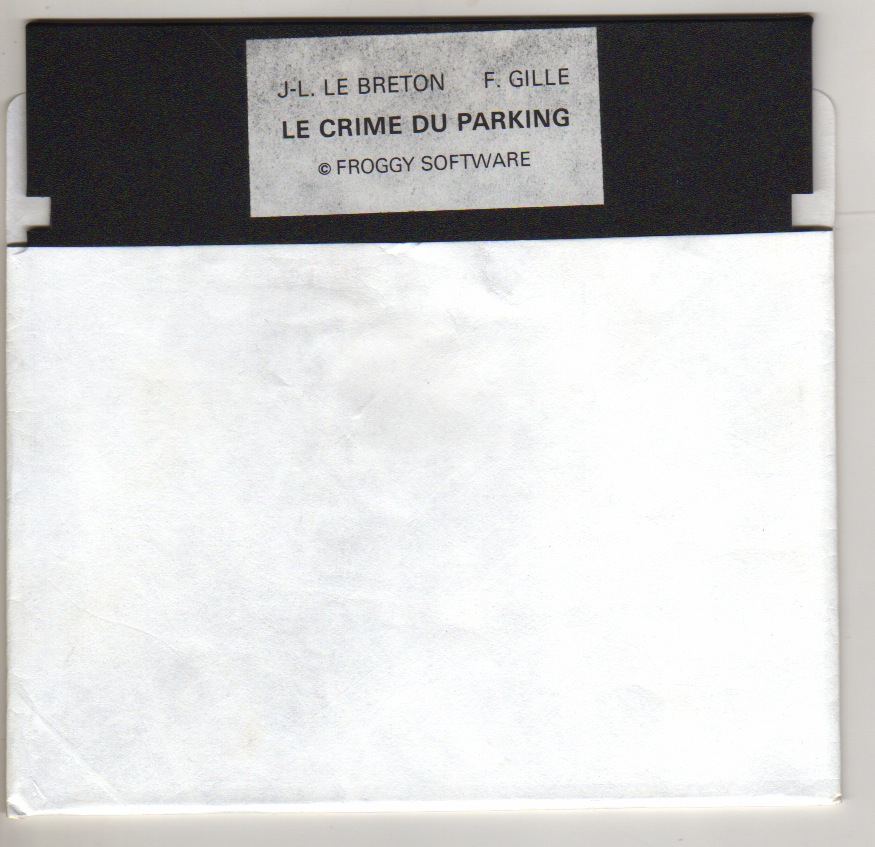 J-L. LE BRETON F. GILLE
LE CRIME DU PARKING
© FROGGY SOFTWARE